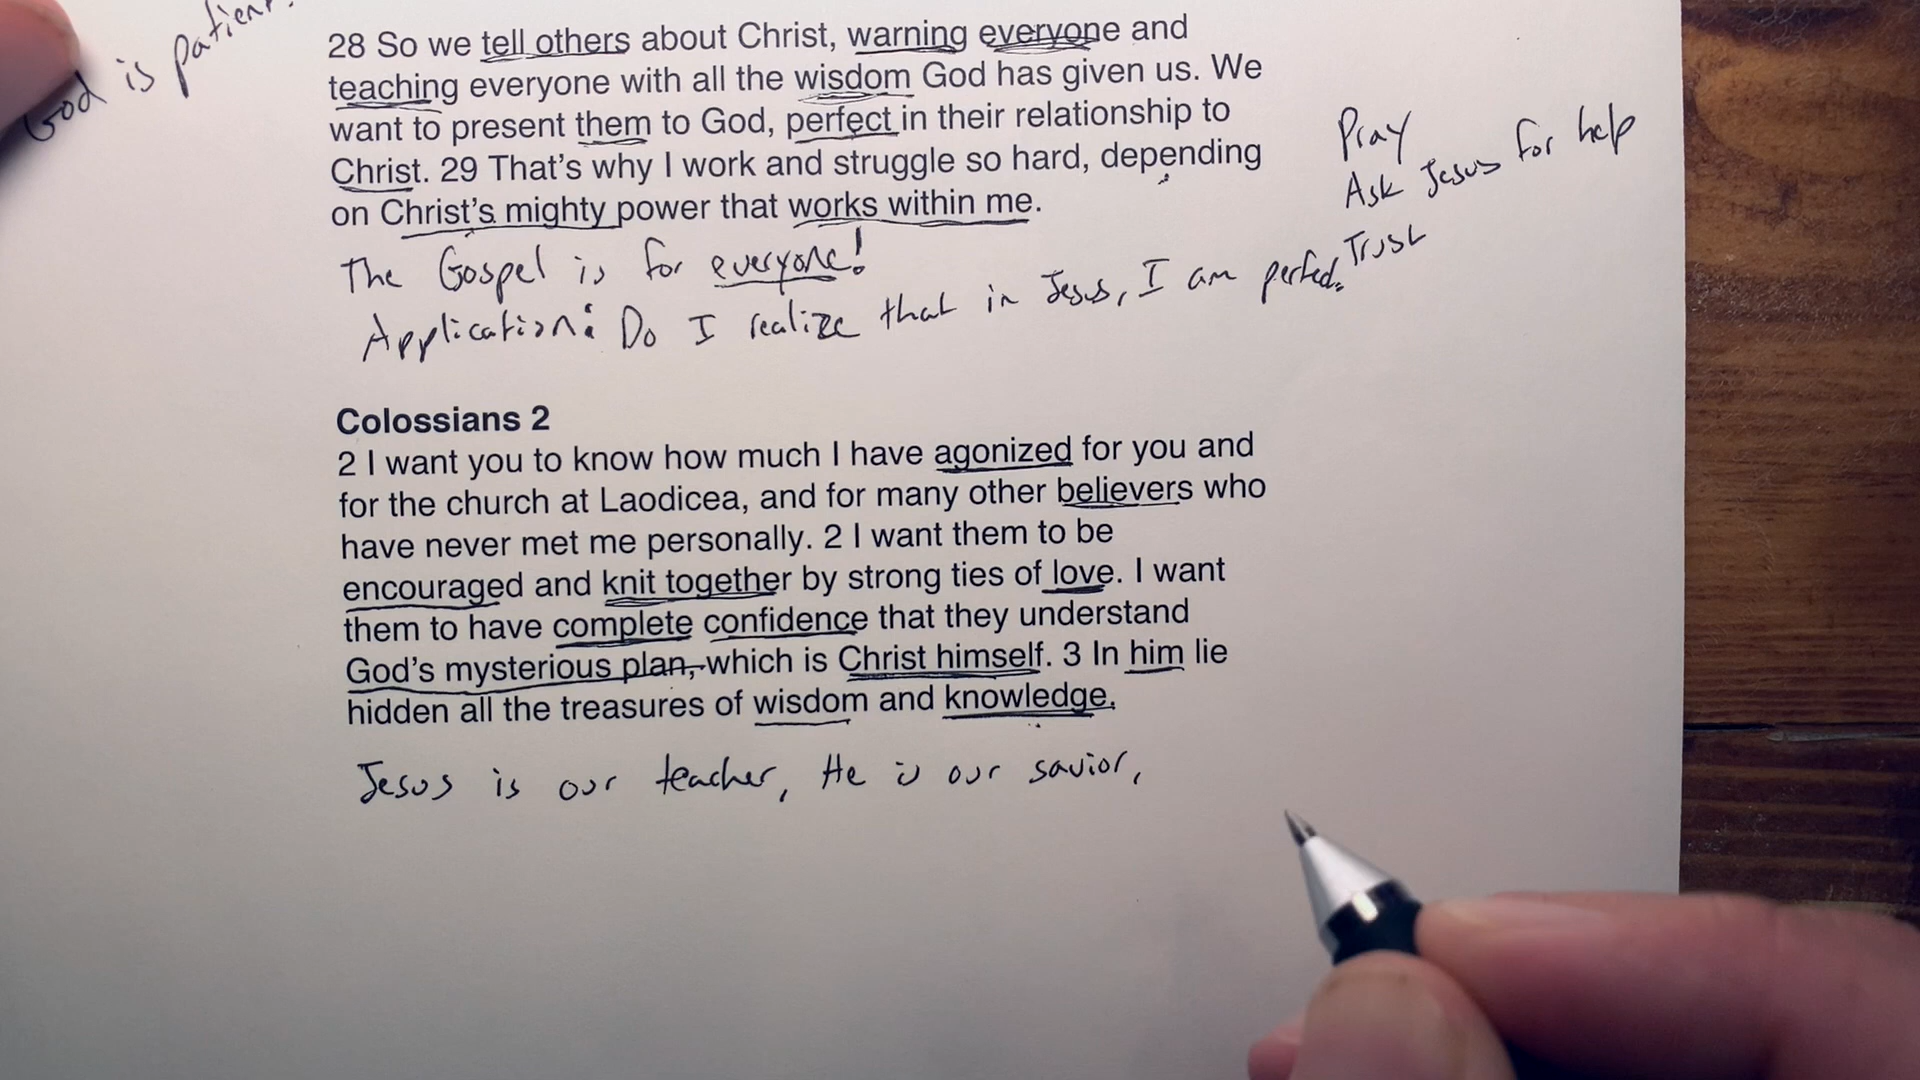 God is patient.
28 So we tell others about Christ, warning everyone and
teaching everyone with all the wisdom God has given us. We
want to present them to God, perfect in their relationship to
Christ. 29 That's why I work and struggle so hard, depending
on Christ's mighty power that works within me.
Pray
Ask Jesus for help
Trust
The Gospel is for everyone!
Application: Do I realize that in Jesus, I am perfect.
Colossians 2
2 I want you to know how much I have agonized for you and
for the church at Laodicea, and for many other believers who
have never met me personally. 2 I want them to be
encouraged and knit together by strong ties of love. I want
them to have complete confidence that they understand
God's mysterious plan, which is Christ himself. 3 In him lie
hidden all the treasures of wisdom and knowledge.
Jesus is our teacher, He is our savior,